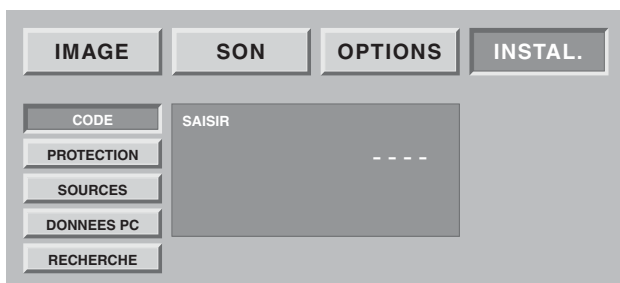 IMAGE SON OPTIONS INSTAL.
CODE SAISIR
PROTECTION - - - -
SOURCES
DONNEES PC
RECHERCHE